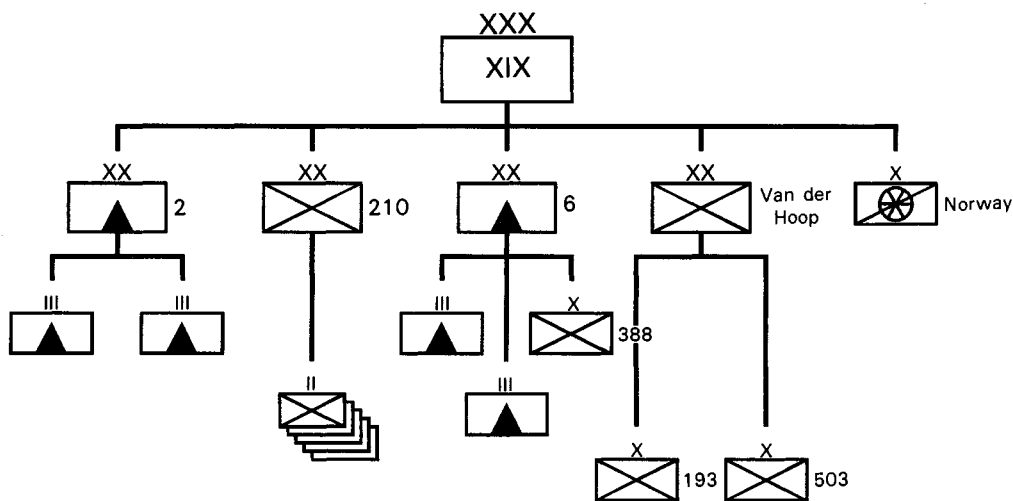 XXX
XIX
XX
2
XX
210
XX
6
XX
Van der
Hoop
X
Norway
III
III
III
X
388
II
III
X
193
X
503